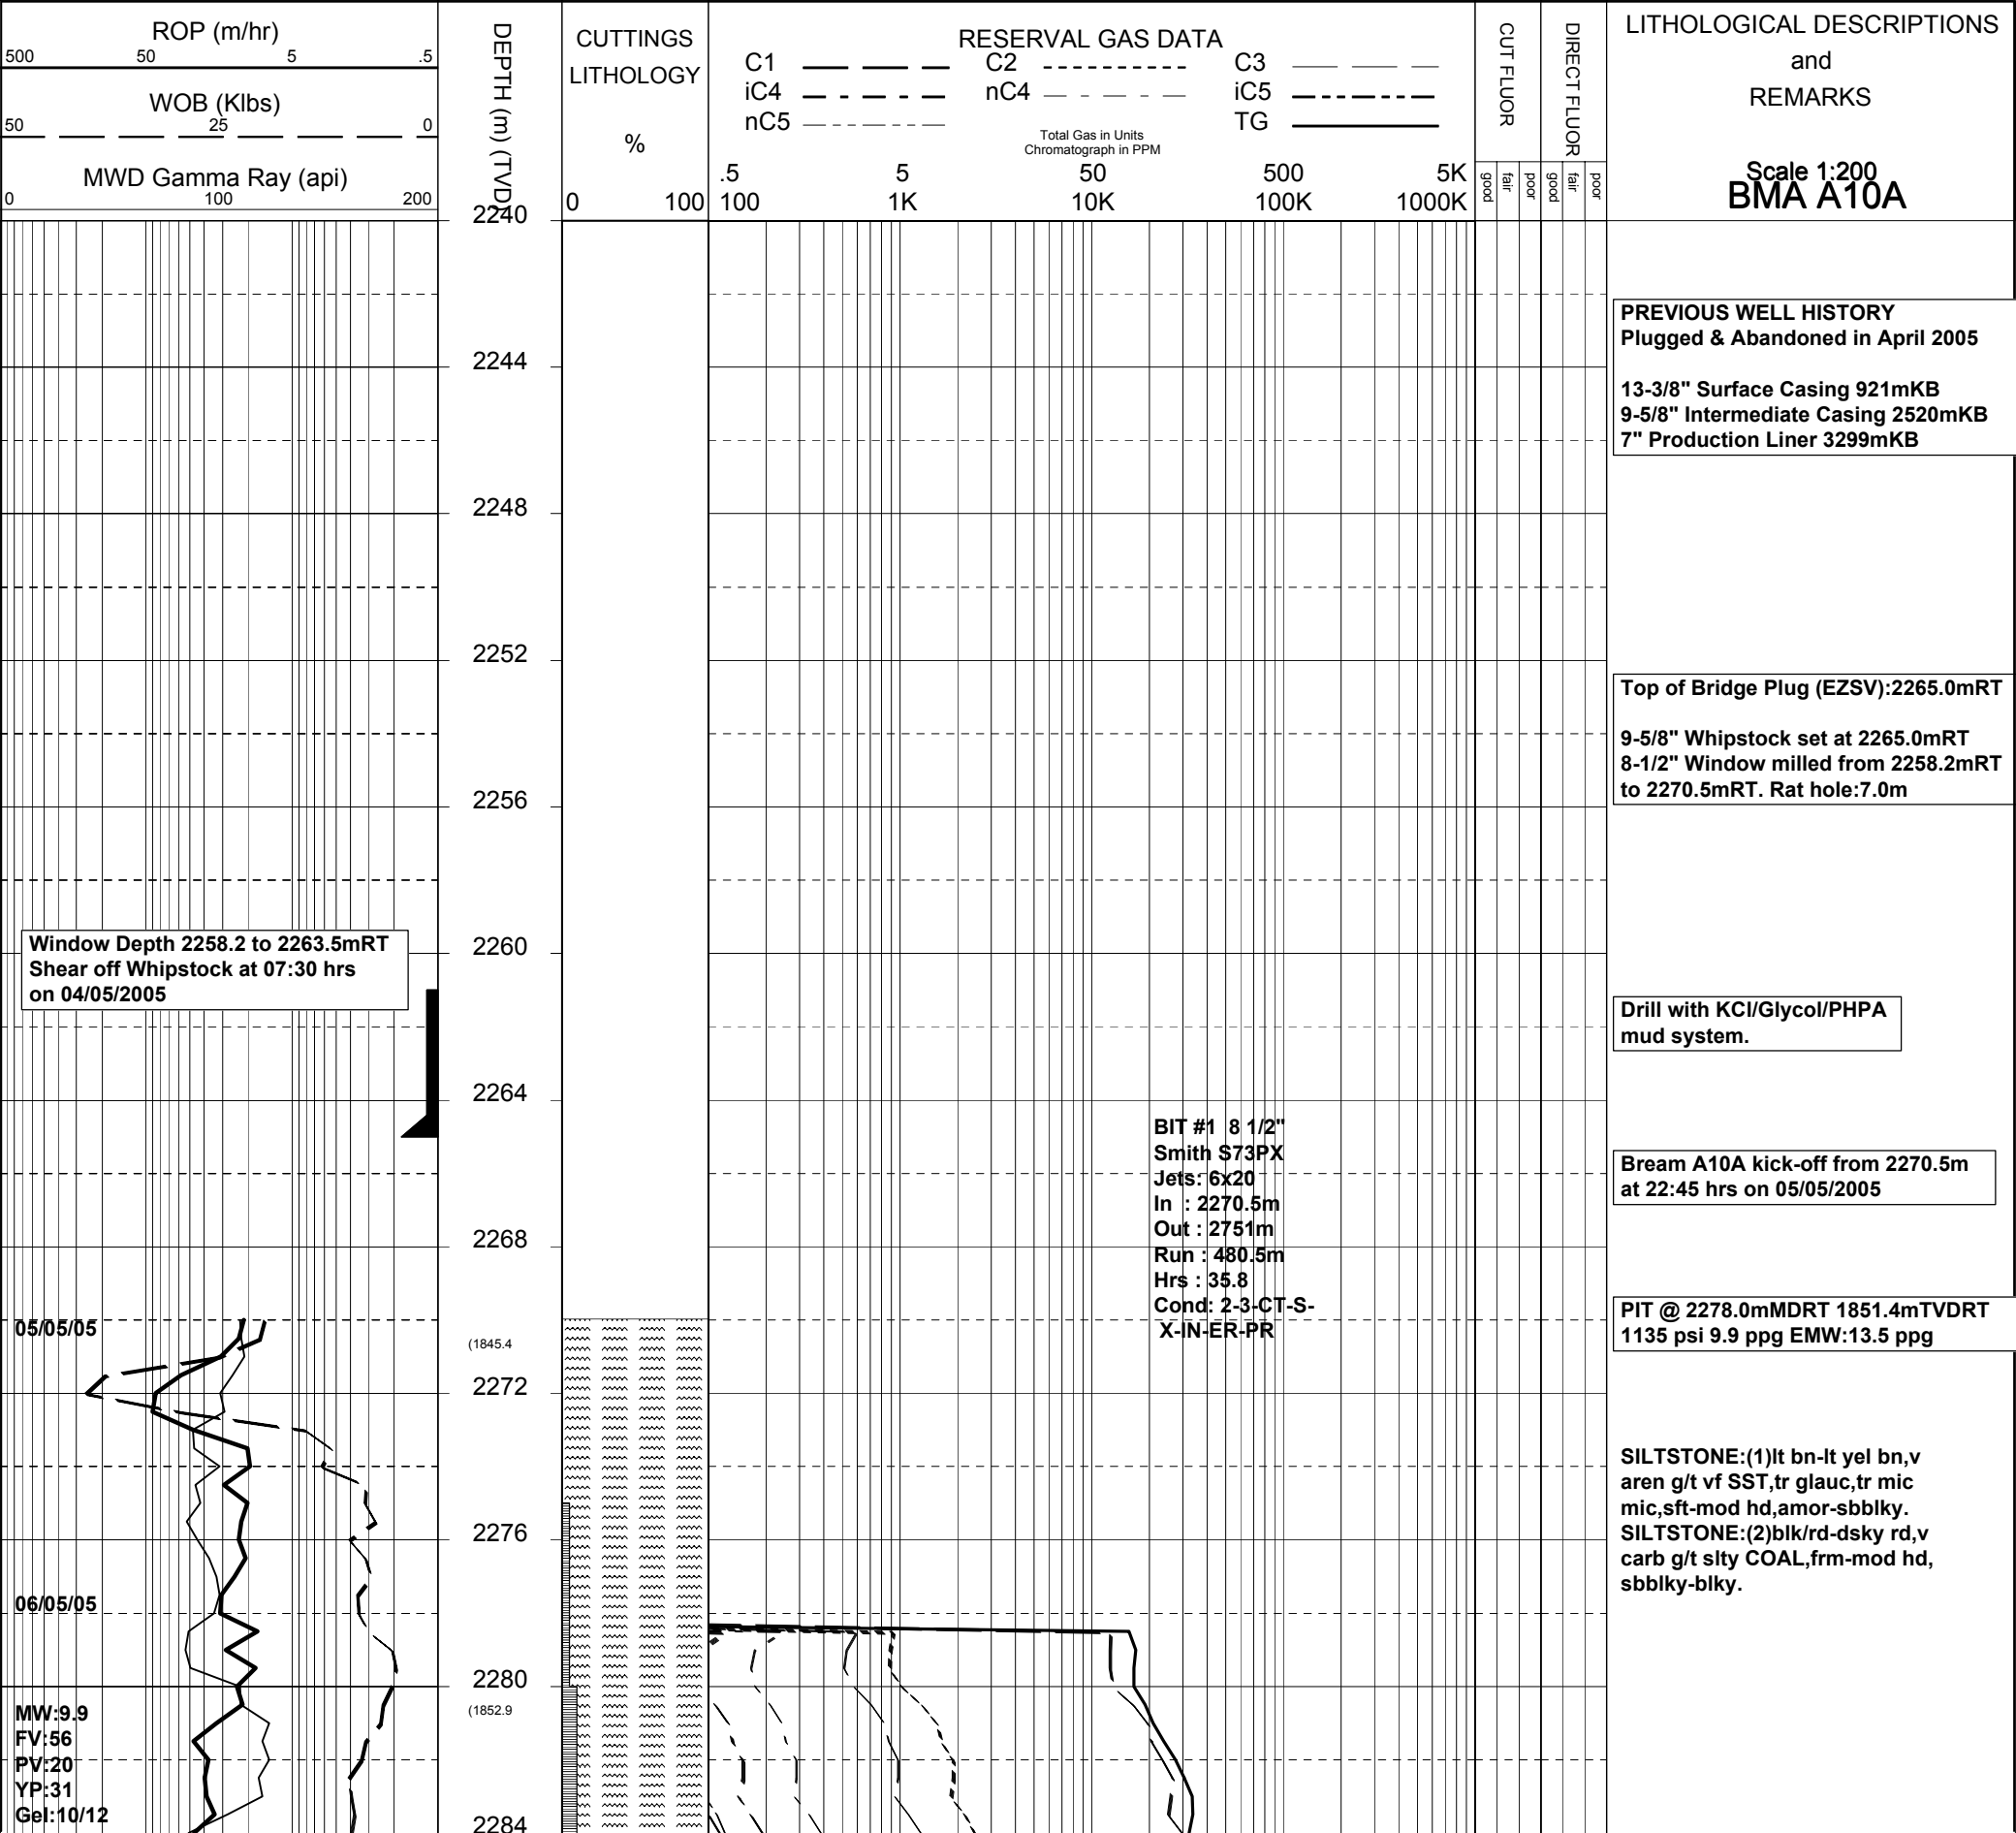 ROP (m/hr)
500 50 5 .5
WOB (Klbs)
50 25 0
MWD Gamma Ray (api)
0 100 200
DEPTH (m) (TVD)
CUTTINGS
LITHOLOGY
%
0 100
RESERVAL GAS DATA
C1 C2 C3
iC4 nC4 iC5
nC5 TG
Total Gas in Units
Chromatograph in PPM
.5 5 50 500 5K
100 1K 10K 100K 1000K
CUT FLUOR
good fair poor
DIRECT FLUOR
good fair poor
LITHOLOGICAL DESCRIPTIONS
and
REMARKS
Scale 1:200
BMA A10A
2240
PREVIOUS WELL HISTORY
Plugged & Abandoned in April 2005
13-3/8" Surface Casing 921mKB
9-5/8" Intermediate Casing 2520mKB
7" Production Liner 3299mKB
2244
2248
2252
Top of Bridge Plug (EZSV):2265.0mRT
9-5/8" Whipstock set at 2265.0mRT
8-1/2" Window milled from 2258.2mRT
to 2270.5mRT. Rat hole:7.0m
2256
2260
Window Depth 2258.2 to 2263.5mRT
Shear off Whipstock at 07:30 hrs
on 04/05/2005
Drill with KCl/Glycol/PHPA
mud system.
2264
BIT #1 8 1/2"
Smith S73PX
Jets: 6x20
In : 2270.5m
Out : 2751m
Run : 480.5m
Hrs : 35.8
Cond: 2-3-CT-S-
X-IN-ER-PR
Bream A10A kick-off from 2270.5m
at 22:45 hrs on 05/05/2005
2268
PIT @ 2278.0mMDRT 1851.4mTVDRT
1135 psi 9.9 ppg EMW:13.5 ppg
05/05/05
(1845.4
2272
SILTSTONE:(1)lt bn-lt yel bn,v
aren g/t vf SST,tr glauc,tr mic
mic,sft-mod hd,amor-sbblky.
SILTSTONE:(2)blk/rd-dsky rd,v
carb g/t slty COAL,frm-mod hd,
sbblky-blky.
2276
06/05/05
2280
(1852.9
MW:9.9
FV:56
PV:20
YP:31
Gel:10/12
2284